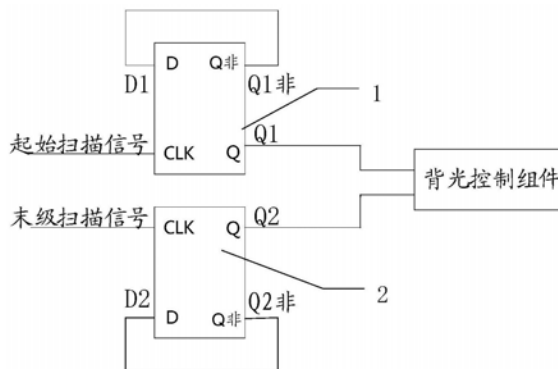 D Q非
D1 Q1非
1
起始扫描信号 CLK Q Q1
背光控制组件
末级扫描信号 CLK Q Q2
2
D2 Q2非
D Q非